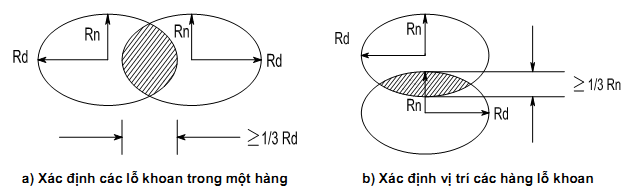 Rn
Rn
Rd
Rd
≥1/3 Rd
a) Xác định các lỗ khoan trong một hàng
Rd
Rn
Rn
Rd
≥ 1/3 Rn
b) Xác định vị trí các hàng lỗ khoan